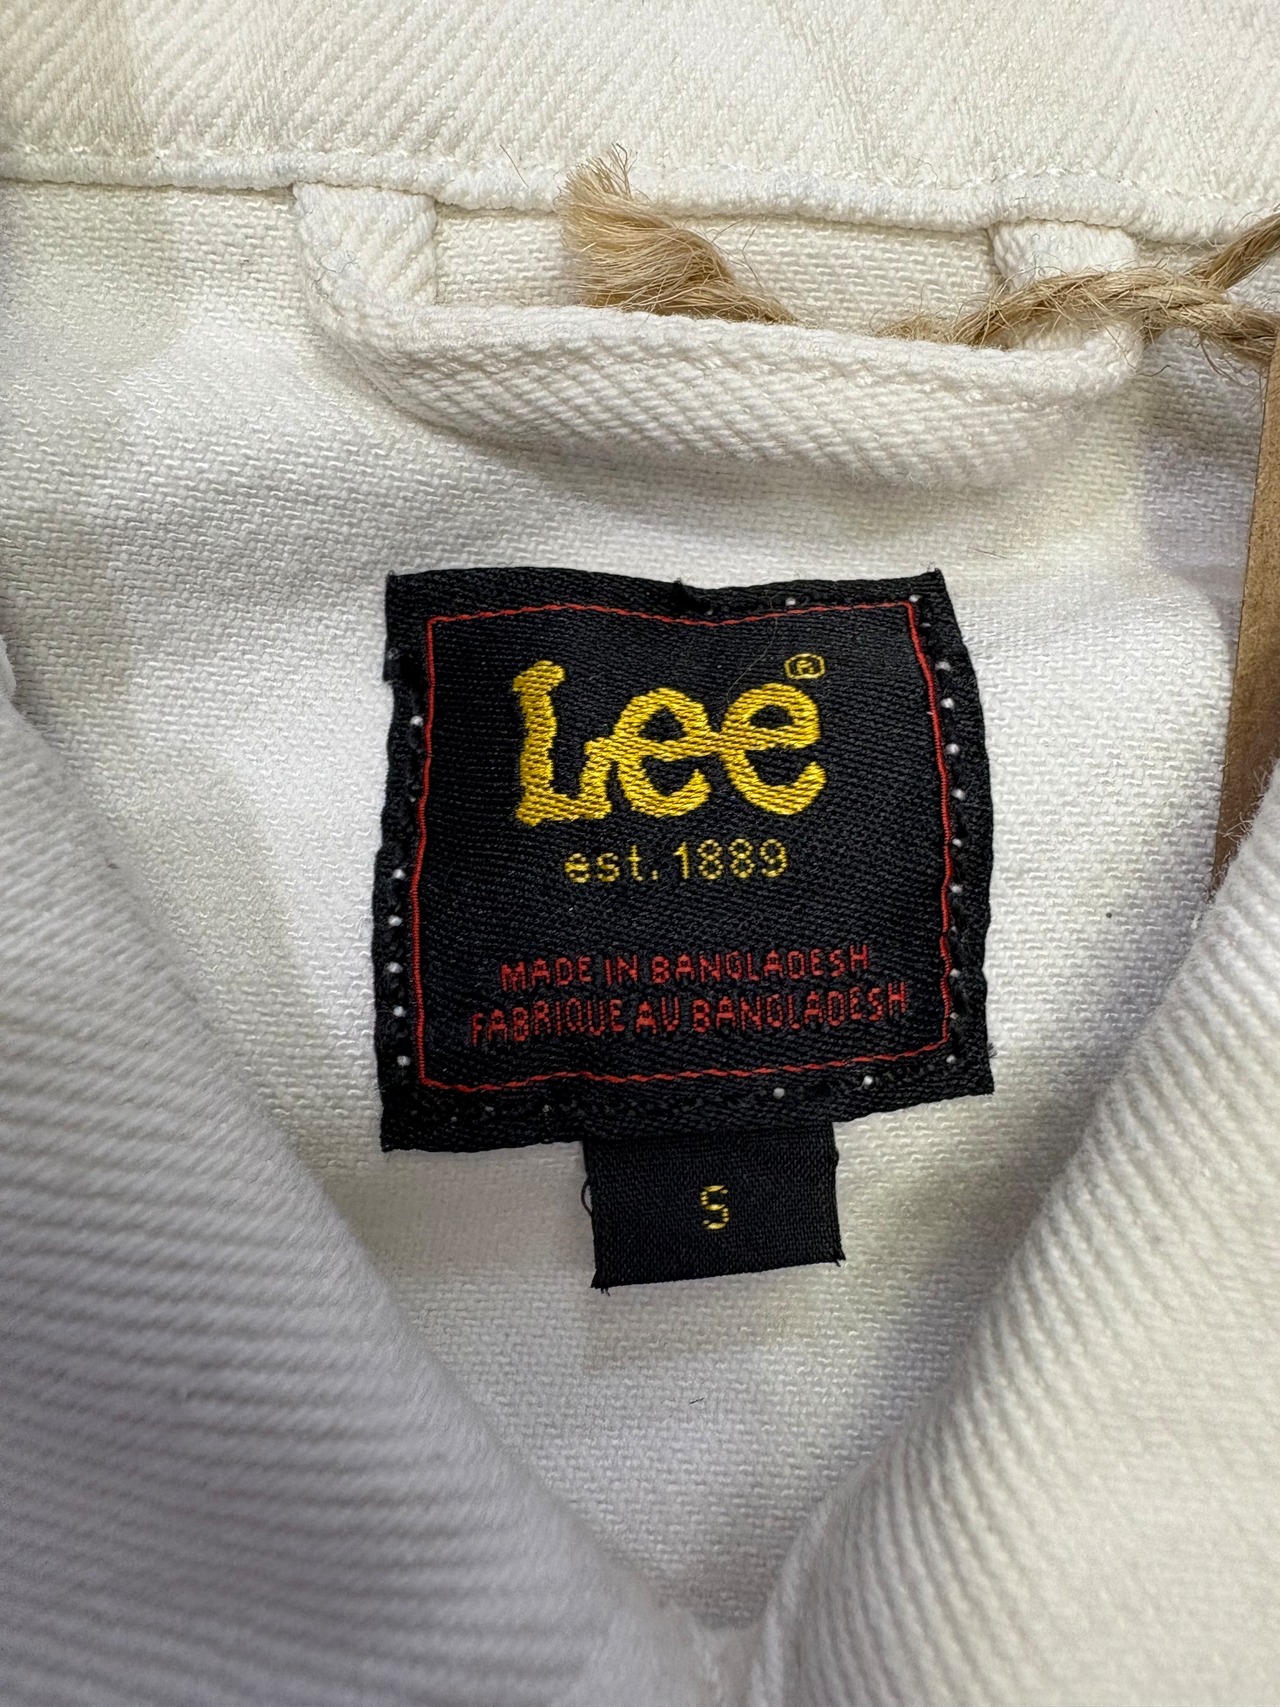 Lee®
est. 1889
MADE IN BANGLADESH
FABRIQUE AU BANGLADESH
S